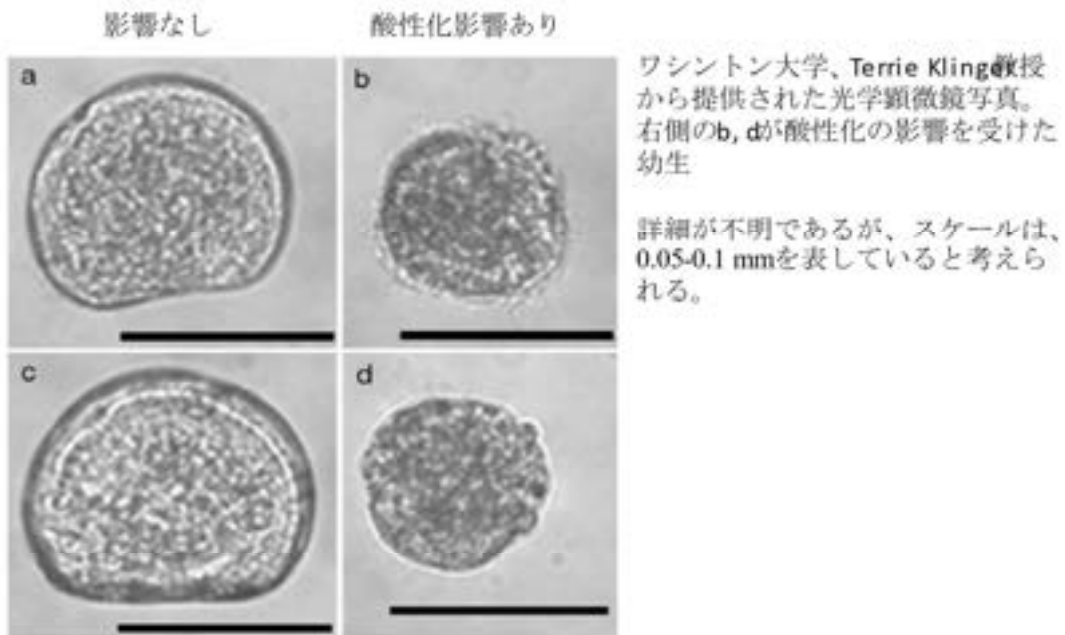 影響なし
酸性化影響あり
a
b
c
d
ワシントン大学、Terrie Klinger教授
から提供された光学顕微鏡写真。
右側のb, dが酸性化の影響を受けた
幼生
詳細が不明であるが、スケールは、
0.05-0.1 mmを表していると考えら
れる。